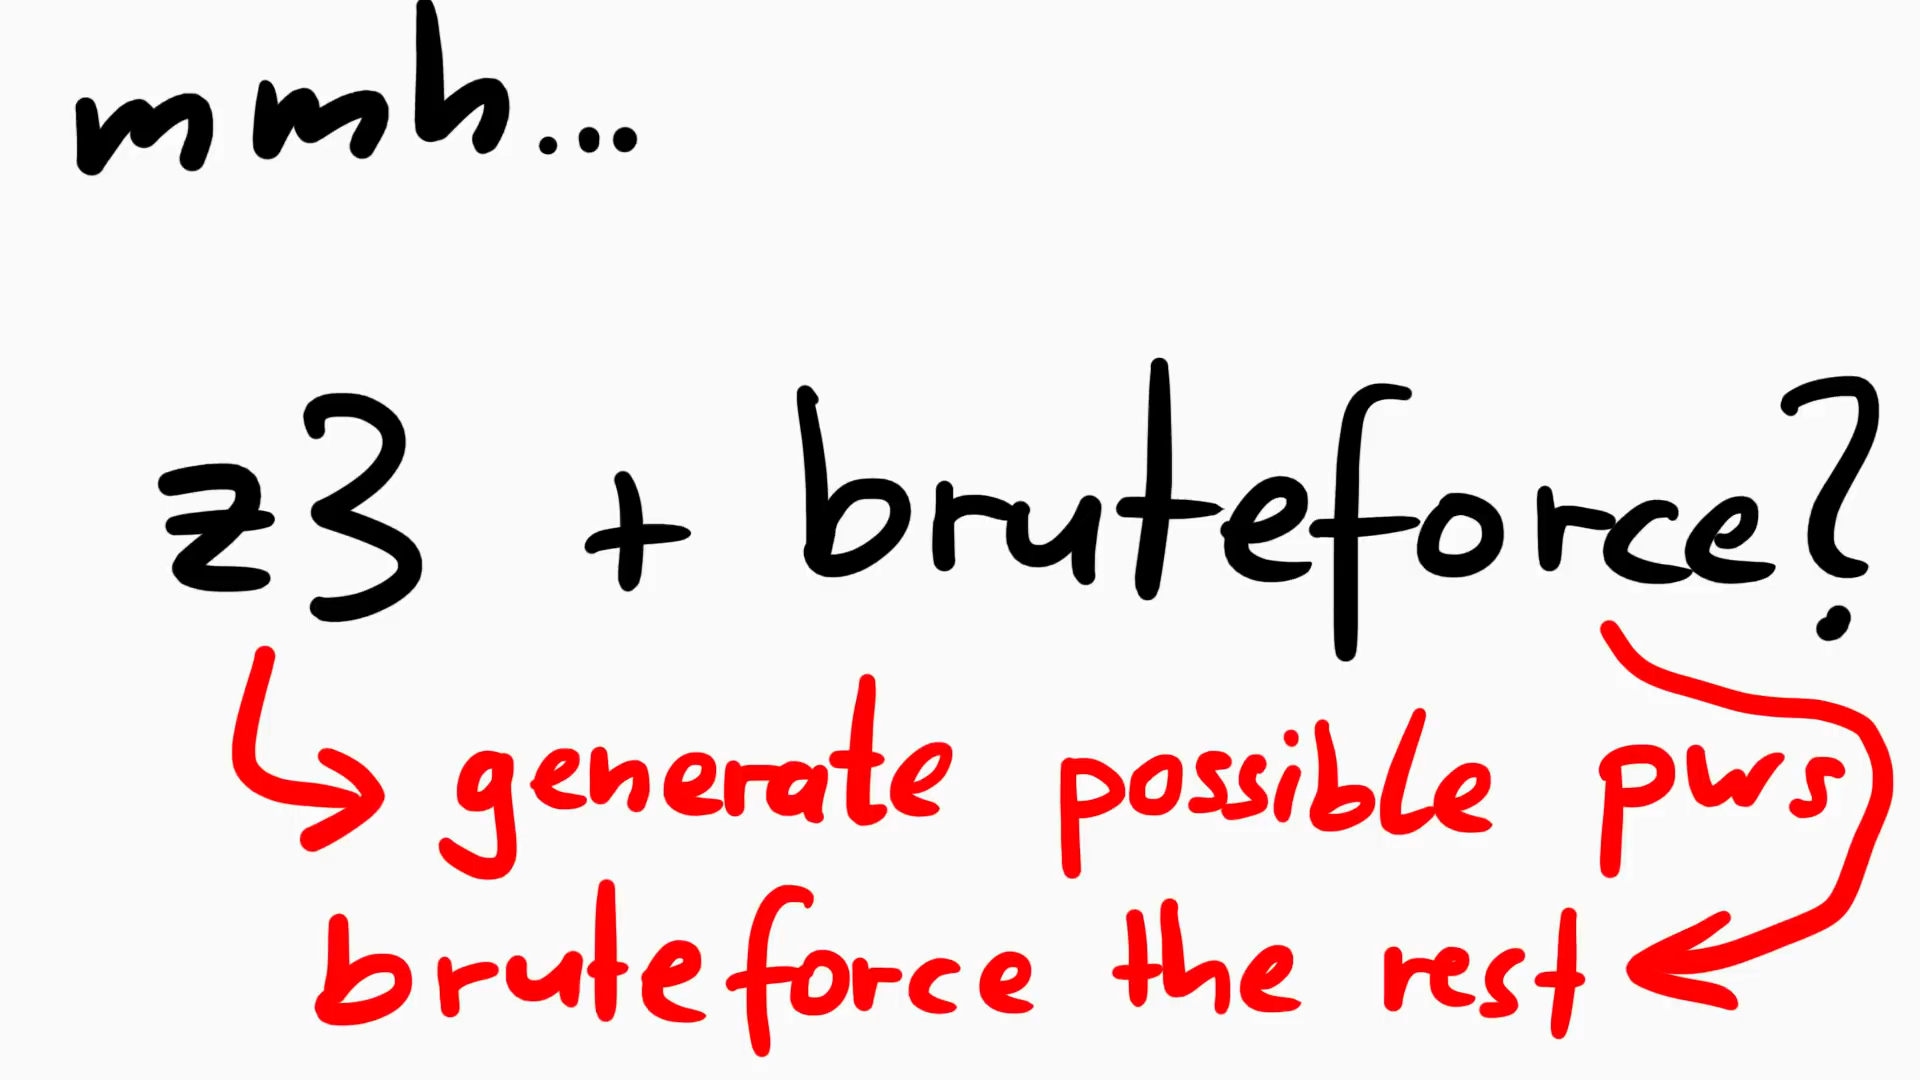 mmh...
z3 + bruteforce?
generate possible pws
bruteforce the rest